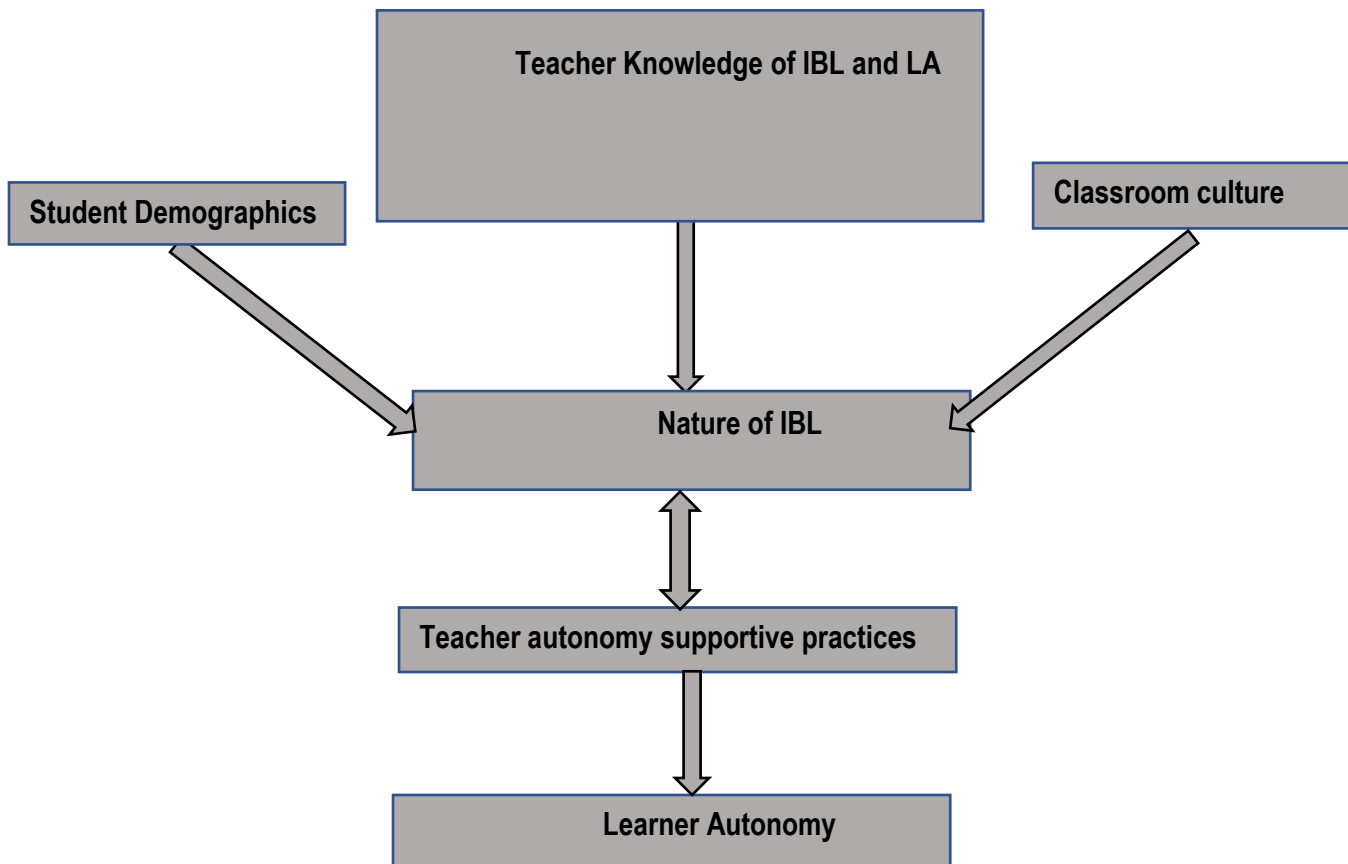 Teacher Knowledge of IBL and LA
Student Demographics
Classroom culture
Nature of IBL
Teacher autonomy supportive practices
Learner Autonomy